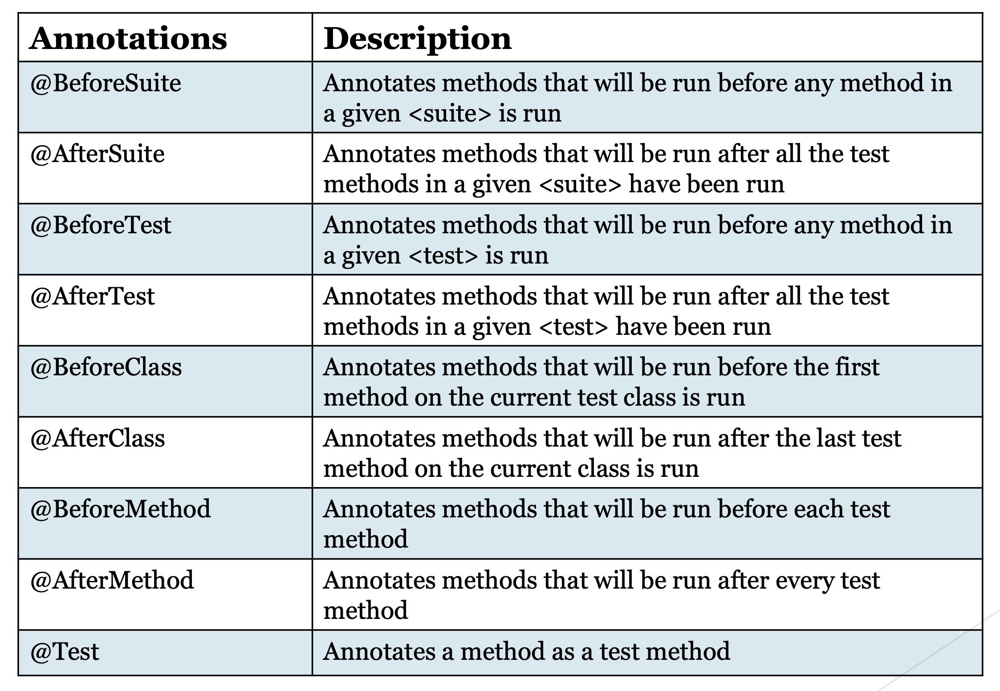 Annotations Description
@BeforeSuite Annotates methods that will be run before any method in
a given <suite> is run
@AfterSuite Annotates methods that will be run after all the test
methods in a given <suite> have been run
@BeforeTest Annotates methods that will be run before any method in
a given <test> is run
@AfterTest Annotates methods that will be run after all the test
methods in a given <test> have been run
@BeforeClass Annotates methods that will be run before the first
method on the current test class is run
@AfterClass Annotates methods that will be run after the last test
method on the current class is run
@BeforeMethod Annotates methods that will be run before each test
method
@AfterMethod Annotates methods that will be run after every test
method
@Test Annotates a method as a test method